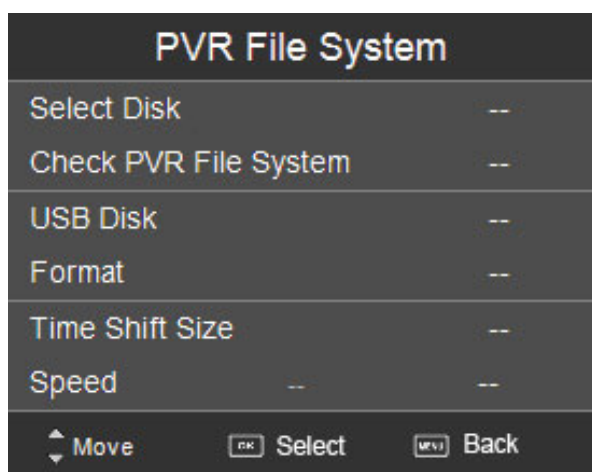 PVR File System
Select Disk --
Check PVR File System --
USB Disk --
Format --
Time Shift Size --
Speed -- --
Move OK Select MENU Back